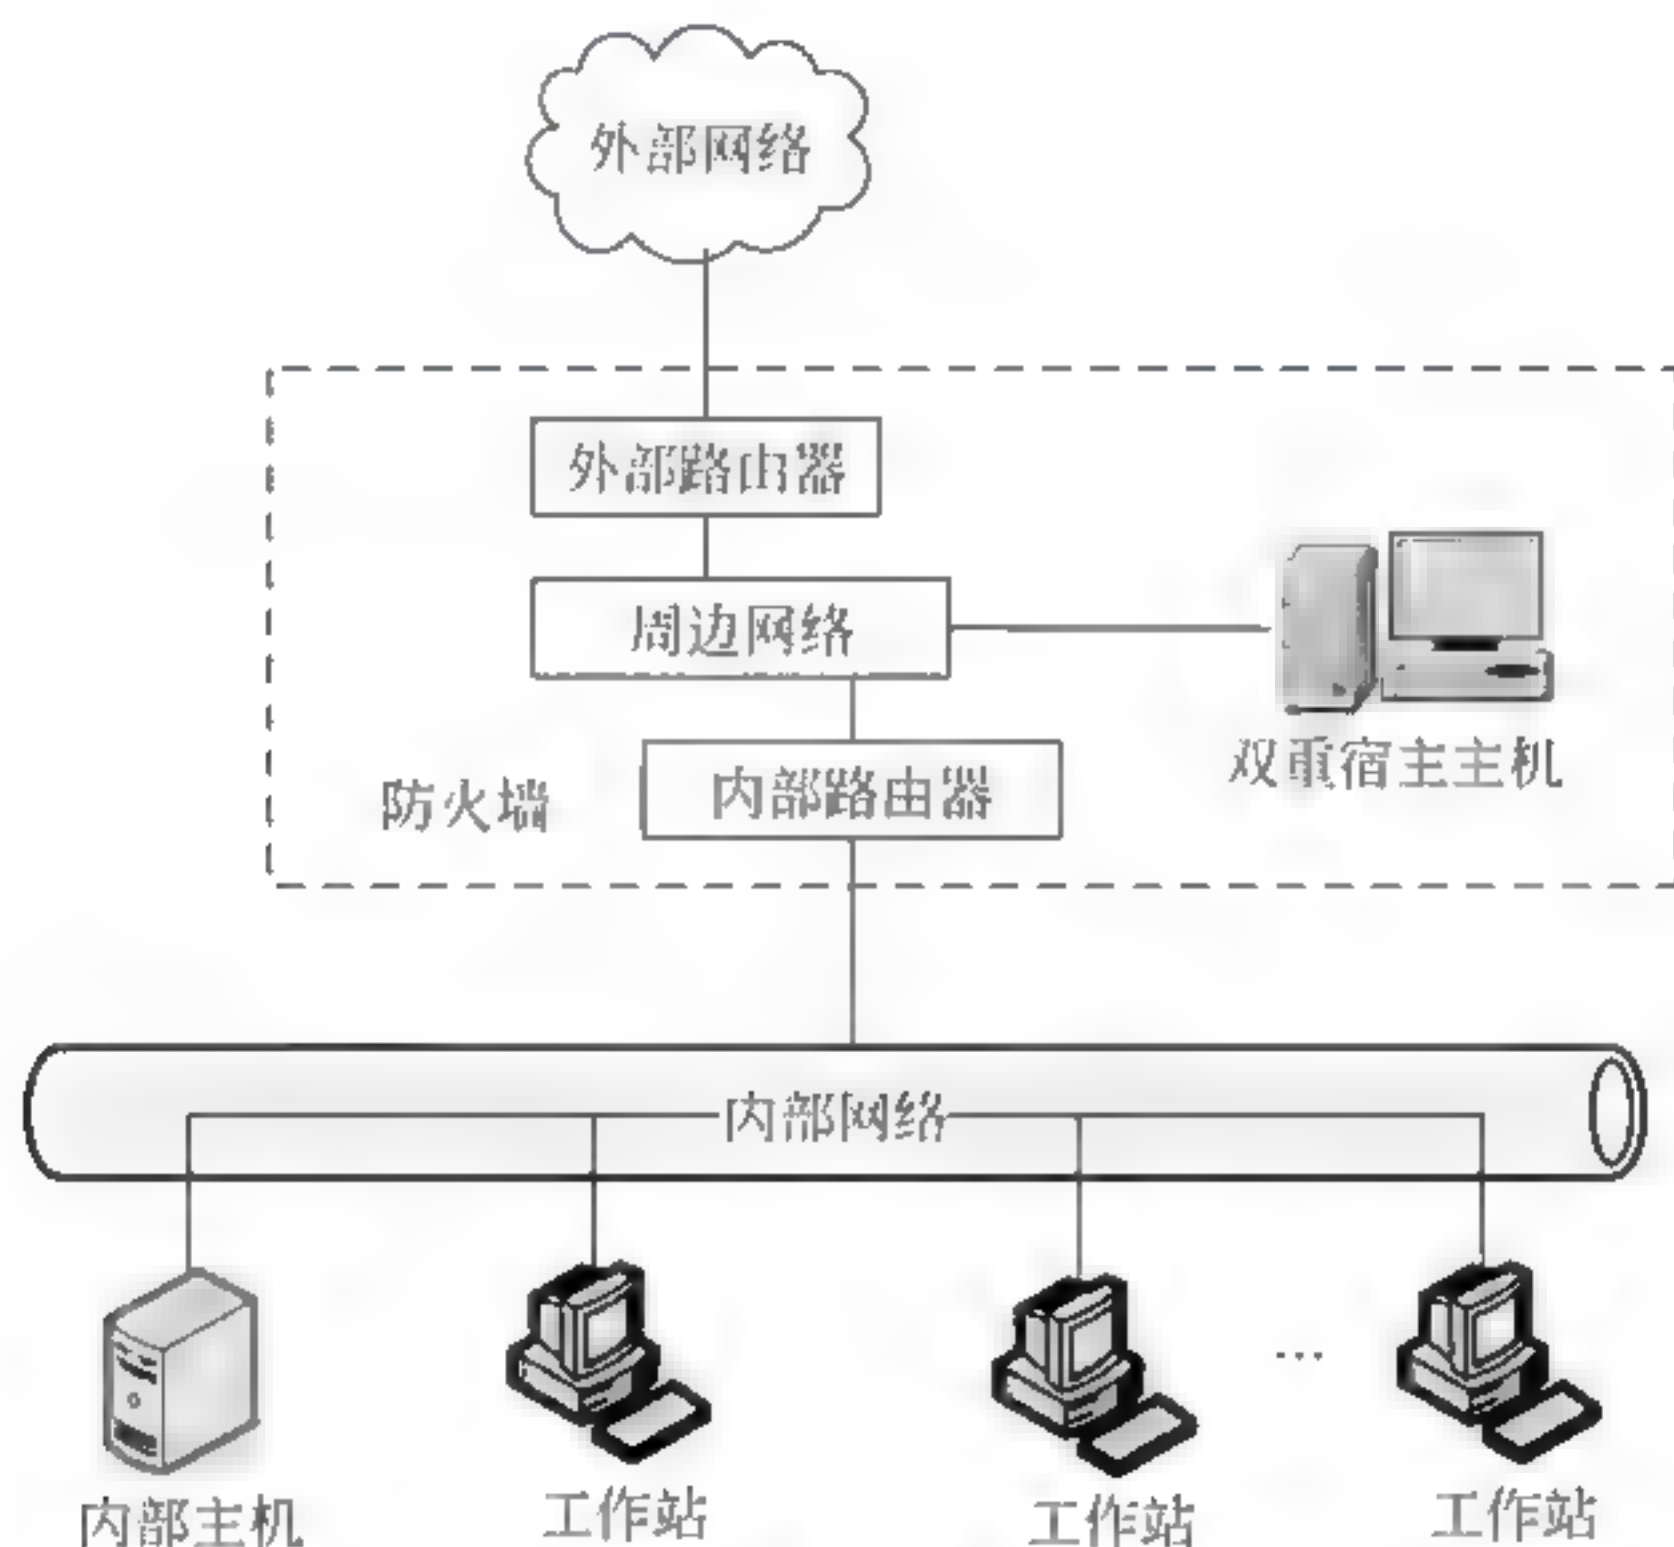 外部网络
外部路由器
周边网络
双重宿主主机
防火墙
内部路由器
内部网络
...
内部主机
工作站
工作站
工作站